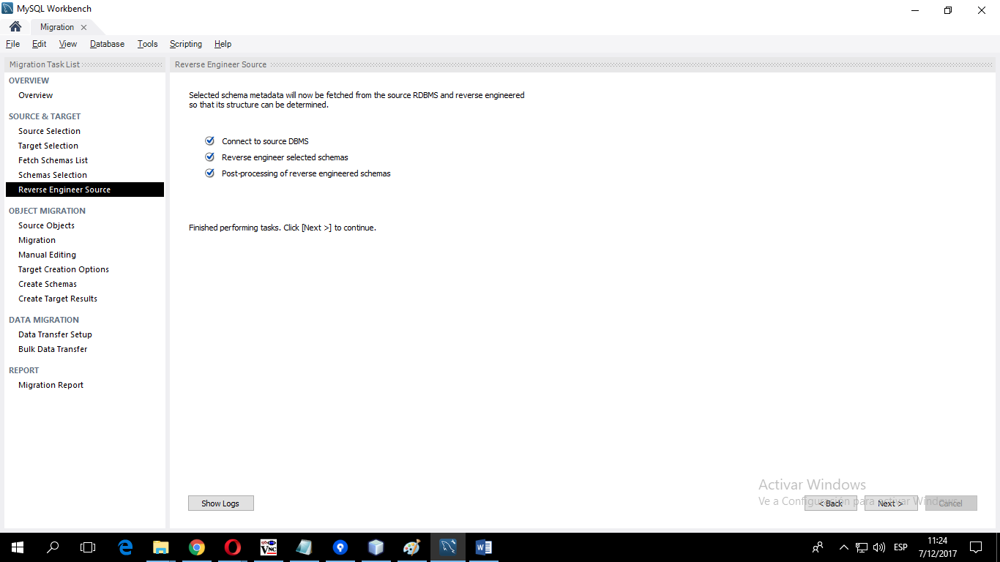 MySQL Workbench
Migration
File Edit View Database Tools Scripting Help
Migration Task List
OVERVIEW
Overview
SOURCE & TARGET
Source Selection
Target Selection
Fetch Schemas List
Schemas Selection
Reverse Engineer Source
OBJECT MIGRATION
Source Objects
Migration
Manual Editing
Target Creation Options
Create Schemas
Create Target Results
DATA MIGRATION
Data Transfer Setup
Bulk Data Transfer
REPORT
Migration Report
Reverse Engineer Source
Selected schema metadata will now be fetched from the source RDBMS and reverse engineered
so that its structure can be determined.
Connect to source DBMS
Reverse engineer selected schemas
Post-processing of reverse engineered schemas
Finished performing tasks. Click [Next >] to continue.
Show Logs
< Back
Next >
Cancel
Activar Windows
Ve a Configuración para activar Windows.
VNC
ESP
11:24
7/12/2017